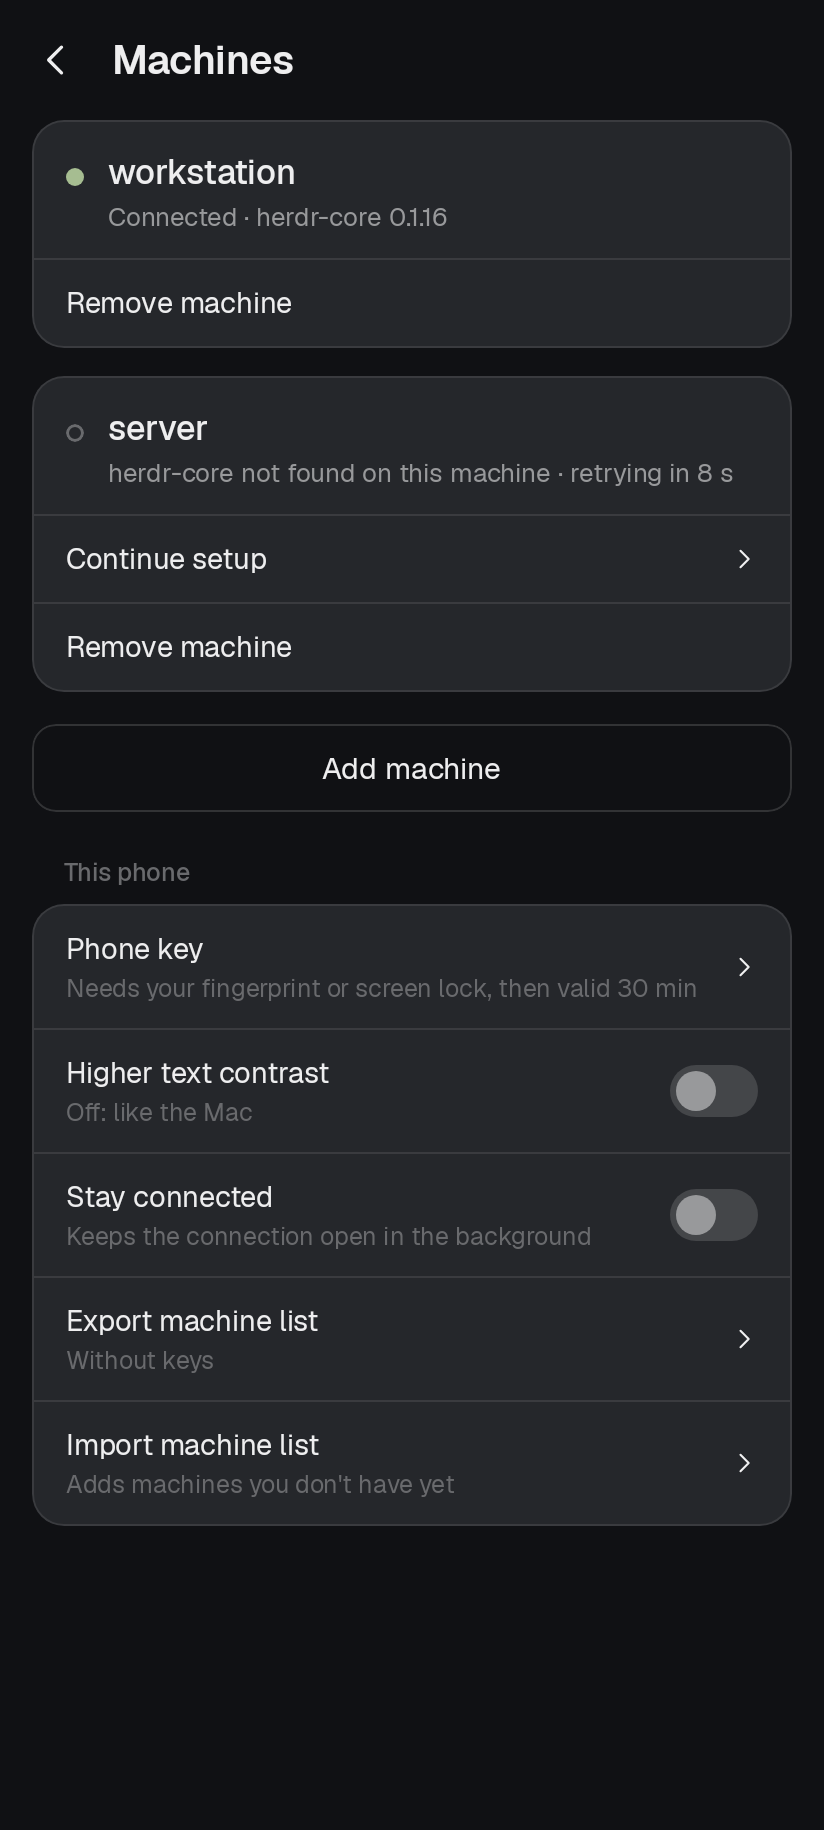 Machines
workstation
Connected · herdr-core 0.1.16
Remove machine
server
herdr-core not found on this machine · retrying in 8 s
Continue setup
Remove machine
Add machine
This phone
Phone key
Needs your fingerprint or screen lock, then valid 30 min
Higher text contrast
Off: like the Mac
Stay connected
Keeps the connection open in the background
Export machine list
Without keys
Import machine list
Adds machines you don't have yet